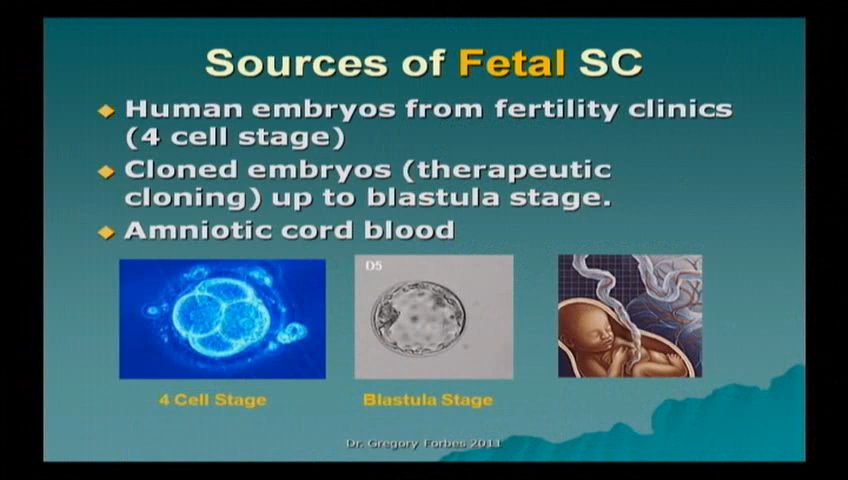 Sources of Fetal SC
Human embryos from fertility clinics
(4 cell stage)
Cloned embryos (therapeutic
cloning) up to blastula stage.
Amniotic cord blood
D5
4 Cell Stage
Blastula Stage
Dr. Gregory Forbes 2011